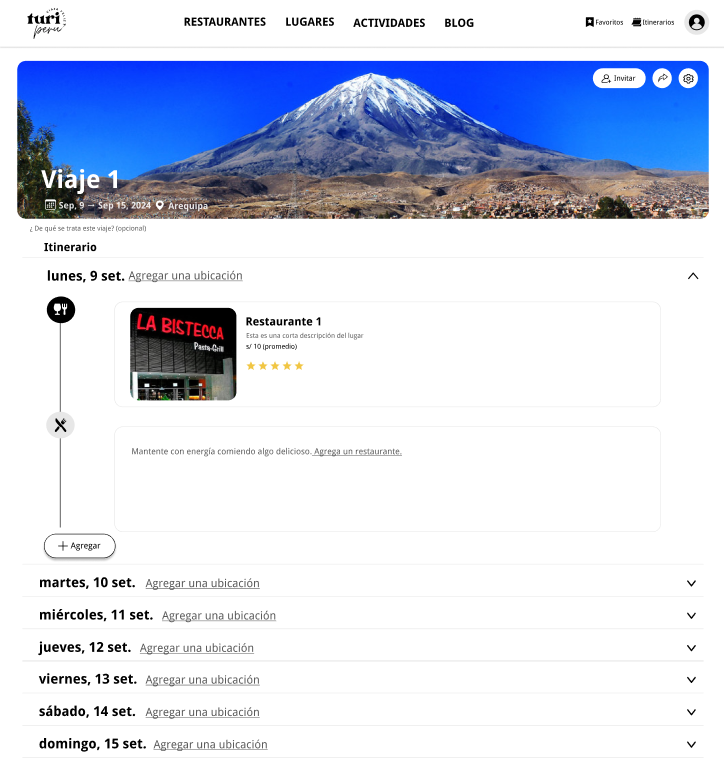 turi
peru
RESTAURANTES LUGARES ACTIVIDADES BLOG
Favoritos Itinerarios
Invitar
Viaje 1
Sep, 9 → Sep 15, 2024 Arequipa
¿ De qué se trata este viaje? (opcional)
Itinerario
lunes, 9 set. Agregar una ubicación
LA BISTECCA
Pasta-Grill
Restaurante 1
Esta es una corta descripción del lugar
s/ 10 (promedio)
Mantente con energía comiendo algo delicioso. Agrega un restaurante.
+ Agregar
martes, 10 set. Agregar una ubicación
miércoles, 11 set. Agregar una ubicación
jueves, 12 set. Agregar una ubicación
viernes, 13 set. Agregar una ubicación
sábado, 14 set. Agregar una ubicación
domingo, 15 set. Agregar una ubicación